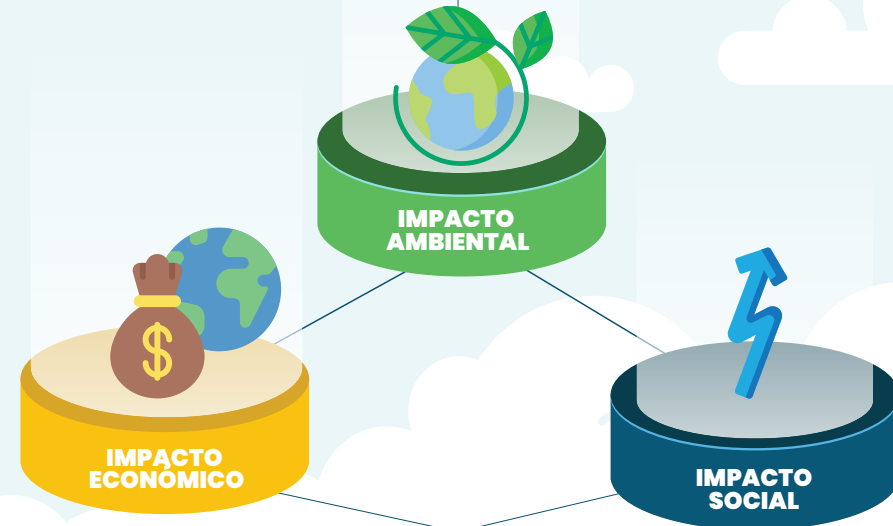 IMPACTO
AMBIENTAL
$
IMPACTO
ECONÓMICO
IMPACTO
SOCIAL